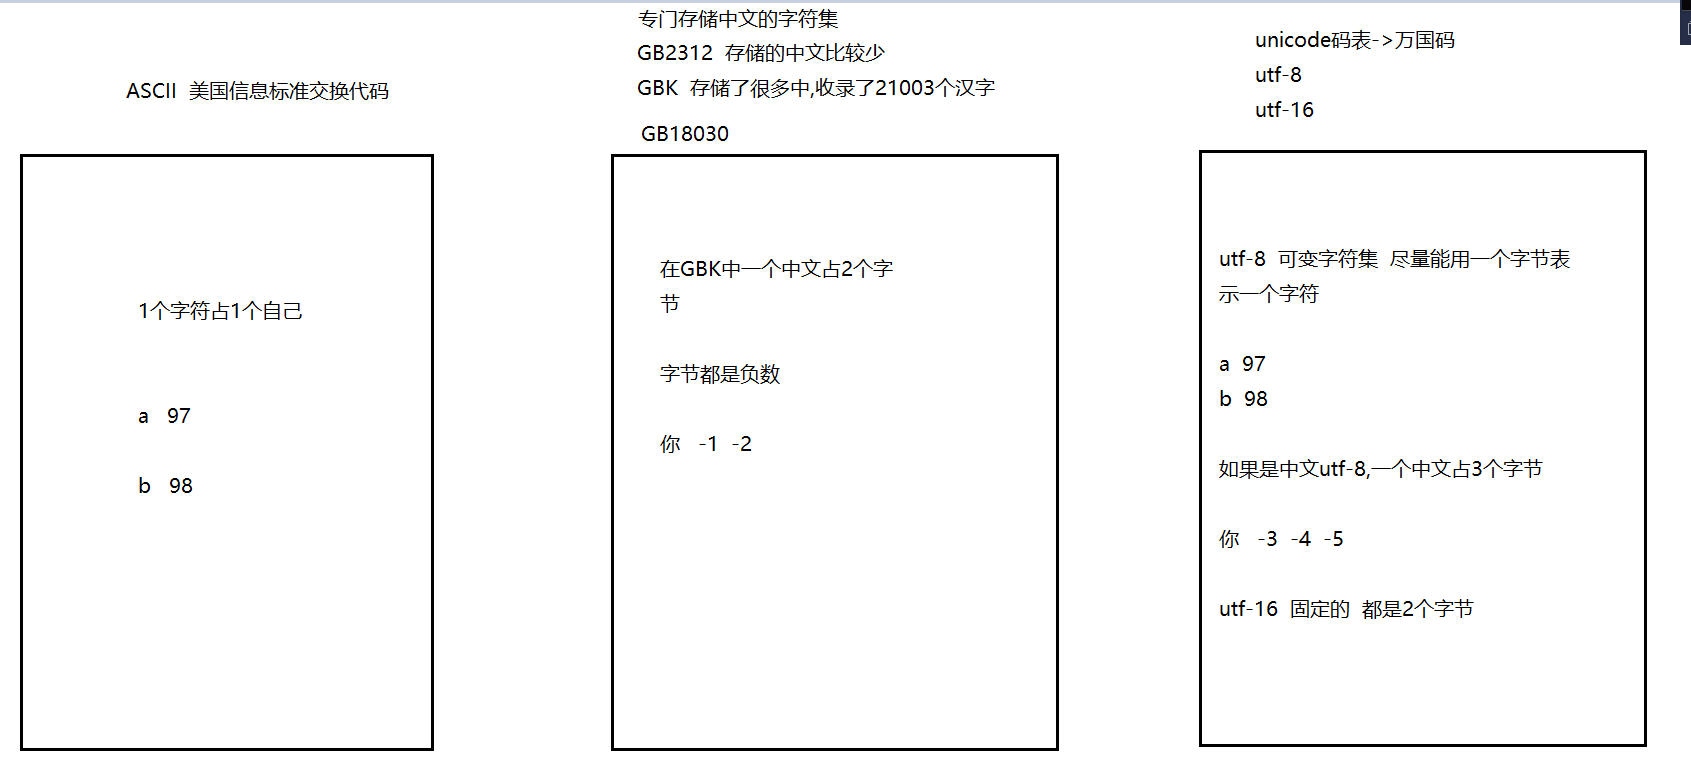 ASCII 美国信息标准交换代码
1个字符占1个自己
a 97
b 98
专门存储中文的字符集
GB2312 存储的中文比较少
GBK 存储了很多中,收录了21003个汉字
GB18030
在GBK中一个中文占2个字
节
字节都是负数
你 -1 -2
unicode码表->万国码
utf-8
utf-16
utf-8 可变字符集 尽量能用一个字节表
示一个字符
a 97
b 98
如果是中文utf-8,一个中文占3个字节
你 -3 -4 -5
utf-16 固定的 都是2个字节